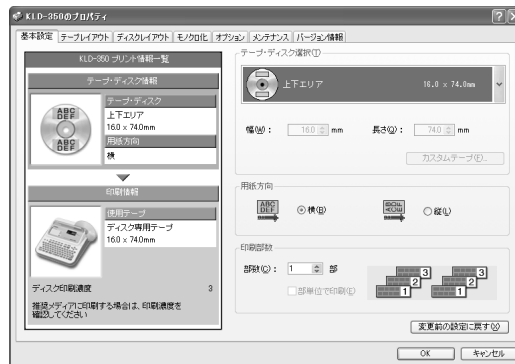 KLD-350のプロパティ
基本設定 テープレイアウト ディスクレイアウト モノクロ化 オプション メンテナンス バージョン情報
KLD-350 プリント情報一覧
テープ・ディスク情報
テープ・ディスク
上下エリア
16.0 x 74.0mm
用紙方向
横
ABC
DEF
ABC
DEF
印刷情報
使用テープ
ディスク専用テープ
16.0 x 74.0mm
ディスク印刷濃度 3
推奨メディアに印刷する場合は、印刷濃度を
確認してください
テープ・ディスク選択(T)
上下エリア 16.0 x 74.0mm
幅(W): 16.0 mm 長さ(Q): 74.0 mm
カスタムテープ(E)...
用紙方向
ABC
DEF
横(B)
ABC
DEF
縦(L)
印刷部数
部数(C): 1 部
部単位で印刷(E)
3
2
1
3
2
1
変更前の設定に戻す(X)
OK キャンセル